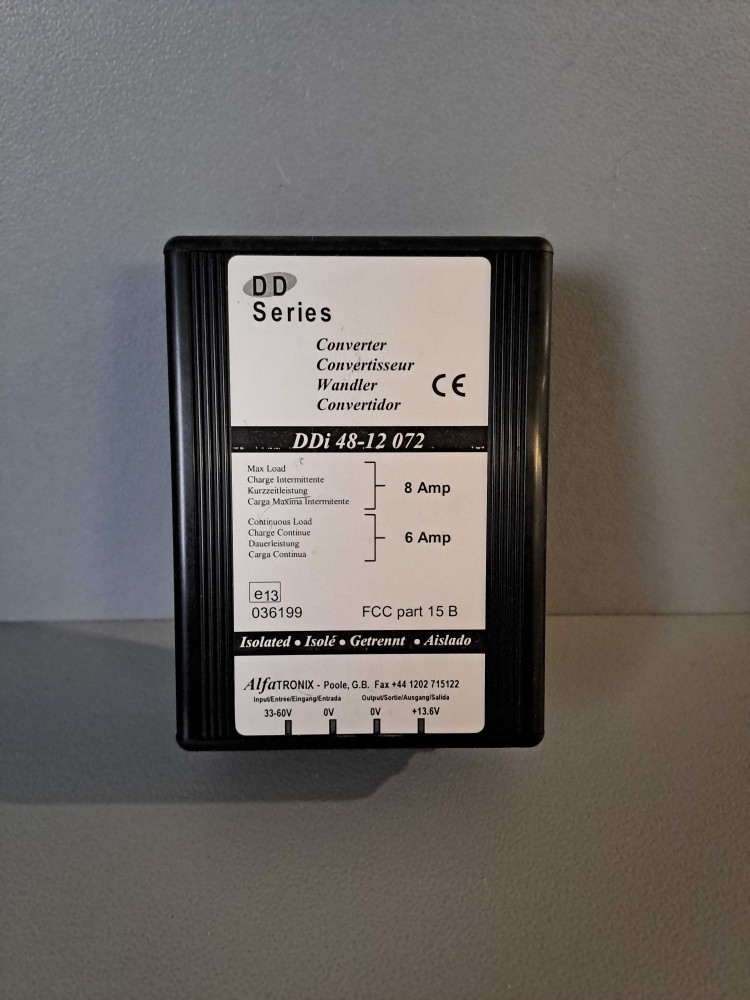 DD
Series
Converter
Convertisseur
Wandler
Convertidor
CE
DDi 48-12 072
Max Load
Charge Intermittente
Kurzzeitleistung
Carga Maxima Intermitente
8 Amp
Continuous Load
Charge Continue
Dauerleistung
Carga Continua
6 Amp
e13
036199
FCC part 15 B
Isolated • Isolé • Getrennt • Aislado
AlfaTRONIX - Poole, G.B. Fax +44 1202 715122
Input/Entrée/Eingang/Entrada Output/Sortie/Ausgang/Salida
33-60V 0V 0V +13.6V